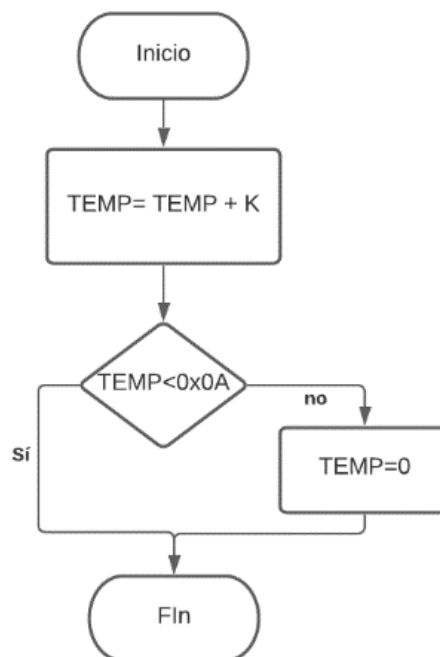 Inicio
TEMP= TEMP + K
TEMP<0x0A
no
Sí
TEMP=0
FIn